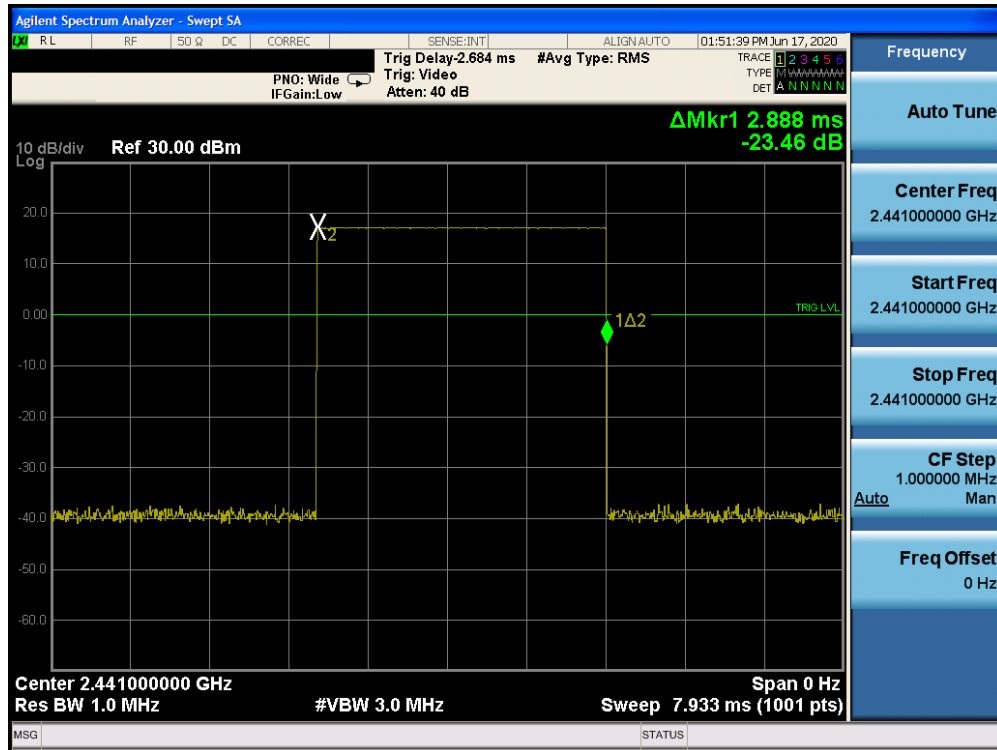 Agilent Spectrum Analyzer - Swept SA
LXI RL RF 50 Ω DC CORREC SENSE:INT ALIGN AUTO 01:51:39 PM Jun 17, 2020
Trig Delay-2.684 ms #Avg Type: RMS TRACE 1 2 3 4 5 6
PNO: Wide Trig: Video TYPE M WWWWW
IFGain:Low Atten: 40 dB DET A N N N N N
ΔMkr1 2.888 ms
-23.46 dB
10 dB/div Ref 30.00 dBm
Log
20.0
10.0
0.00
-10.0
-20.0
-30.0
-40.0
-50.0
-60.0
X2
TRIG LVL
1Δ2
Center 2.441000000 GHz Span 0 Hz
Res BW 1.0 MHz #VBW 3.0 MHz Sweep 7.933 ms (1001 pts)
MSG STATUS
Frequency
Auto Tune
Center Freq
2.441000000 GHz
Start Freq
2.441000000 GHz
Stop Freq
2.441000000 GHz
CF Step
1.000000 MHz
Auto Man
Freq Offset
0 Hz